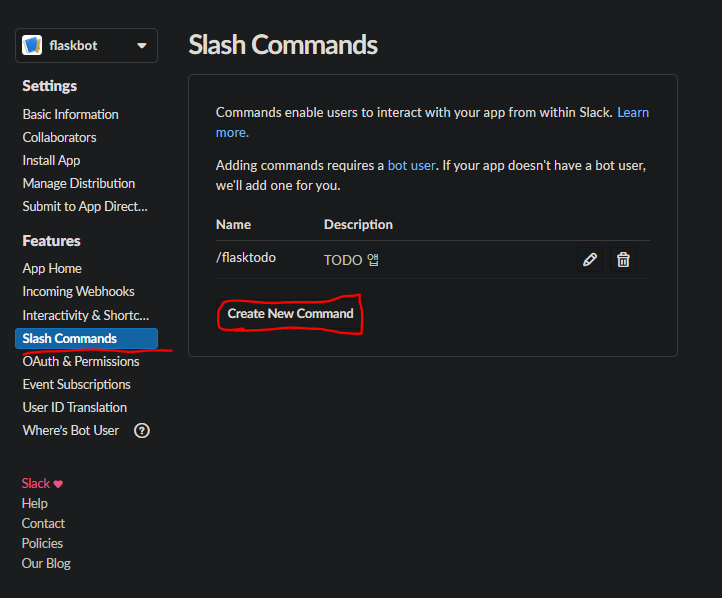 flaskbot
Settings
Basic Information
Collaborators
Install App
Manage Distribution
Submit to App Direct...
Features
App Home
Incoming Webhooks
Interactivity & Shortc...
Slash Commands
OAuth & Permissions
Event Subscriptions
User ID Translation
Where's Bot User ?
Slack ♥
Help
Contact
Policies
Our Blog
Slash Commands
Commands enable users to interact with your app from within Slack. Learn
more.
Adding commands requires a bot user. If your app doesn't have a bot user,
we'll add one for you.
Name Description
/flasktodo TODO 앱
Create New Command